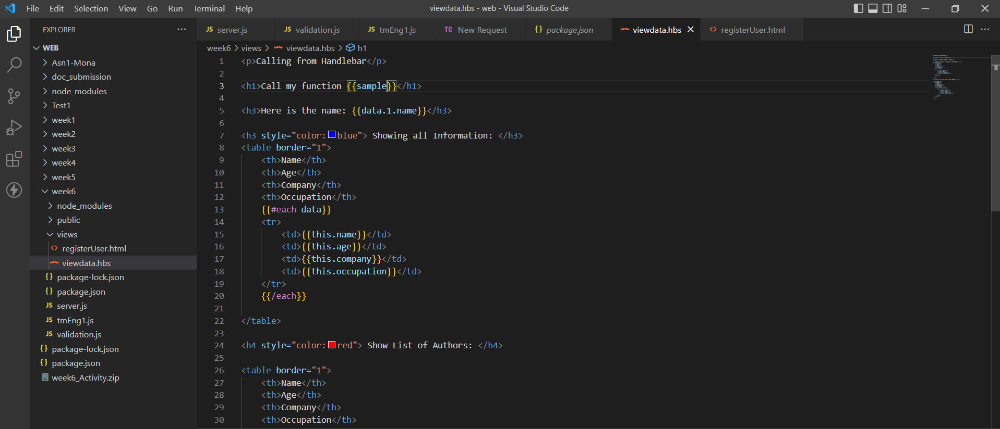 File Edit Selection View Go Run Terminal Help
viewdata.hbs - web - Visual Studio Code
EXPLORER
WEB
Asn1-Mona
doc_submission
node_modules
Test1
week1
week2
week3
week4
week5
week6
node_modules
public
views
registerUser.html
viewdata.hbs
package-lock.json
package.json
server.js
tmEng1.js
validation.js
package-lock.json
package.json
week6_Activity.zip
JS server.js JS validation.js JS tmEng1.js TC New Request {} package.json viewdata.hbs <> registerUser.html
week6 > views > viewdata.hbs > h1
1 <p>Calling from Handlebar</p>
2
3 <h1>Call my function {{sample}}</h1>
4
5 <h3>Here is the name: {{data.1.name}}</h3>
6
7 <h3 style="color:blue"> Showing all Information: </h3>
8 <table border="1">
9 <th>Name</th>
10 <th>Age</th>
11 <th>Company</th>
12 <th>Occupation</th>
13 {{#each data}}
14 <tr>
15 <td>{{this.name}}</td>
16 <td>{{this.age}}</td>
17 <td>{{this.company}}</td>
18 <td>{{this.occupation}}</td>
19 </tr>
20 {{/each}}
21
22 </table>
23
24 <h4 style="color:red"> Show List of Authors: </h4>
25
26 <table border="1">
27 <th>Name</th>
28 <th>Age</th>
29 <th>Company</th>
30 <th>Occupation</th>